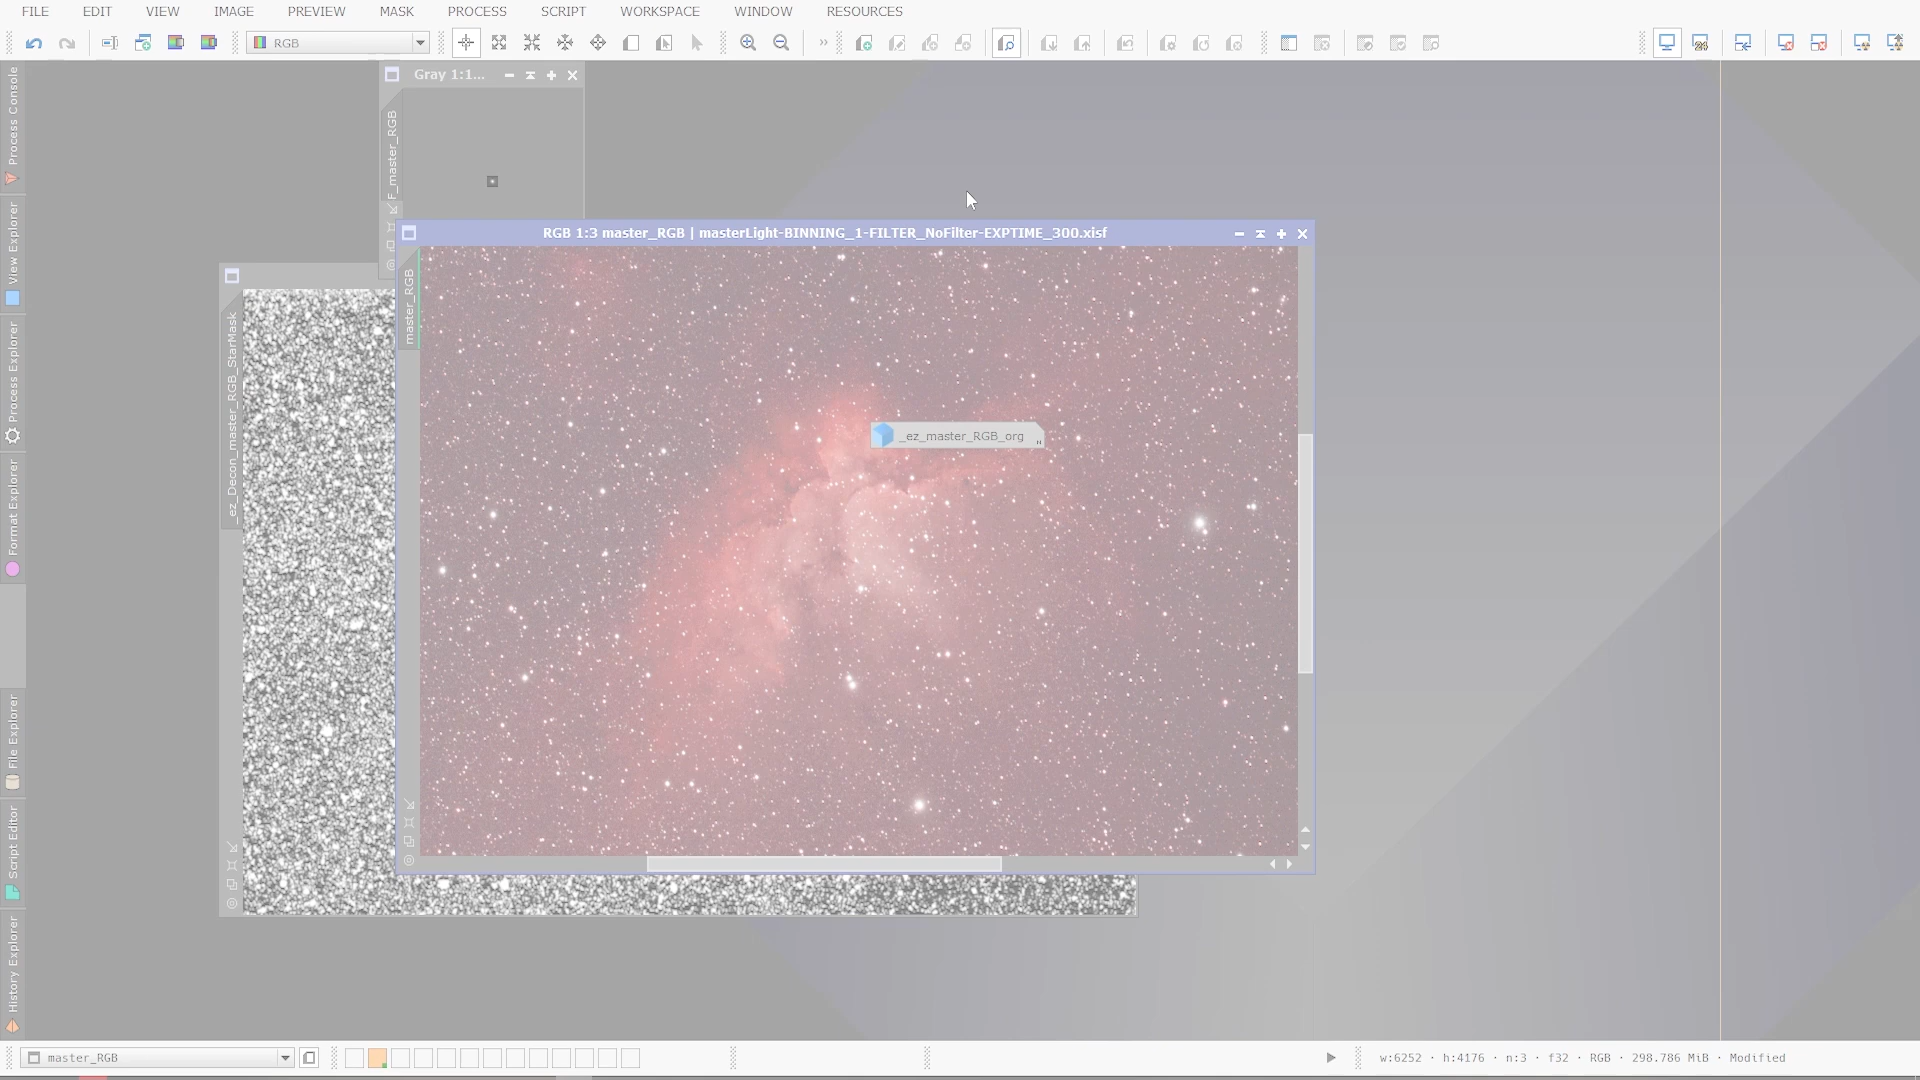 FILE EDIT VIEW IMAGE PREVIEW MASK PROCESS SCRIPT WORKSPACE WINDOW RESOURCES
RGB
Process Console
View Explorer
Process Explorer
Format Explorer
File Explorer
Script Editor
History Explorer
Gray 1:1...
F_master_RGB
_ez_Decon_master_RGB_StarMask
RGB 1:3 master_RGB | masterLight-BINNING_1-FILTER_NoFilter-EXPTIME_300.xisf
master_RGB
_ez_master_RGB_org
master_RGB
w:6252 · h:4176 · n:3 · f32 · RGB · 298.786 MiB · Modified